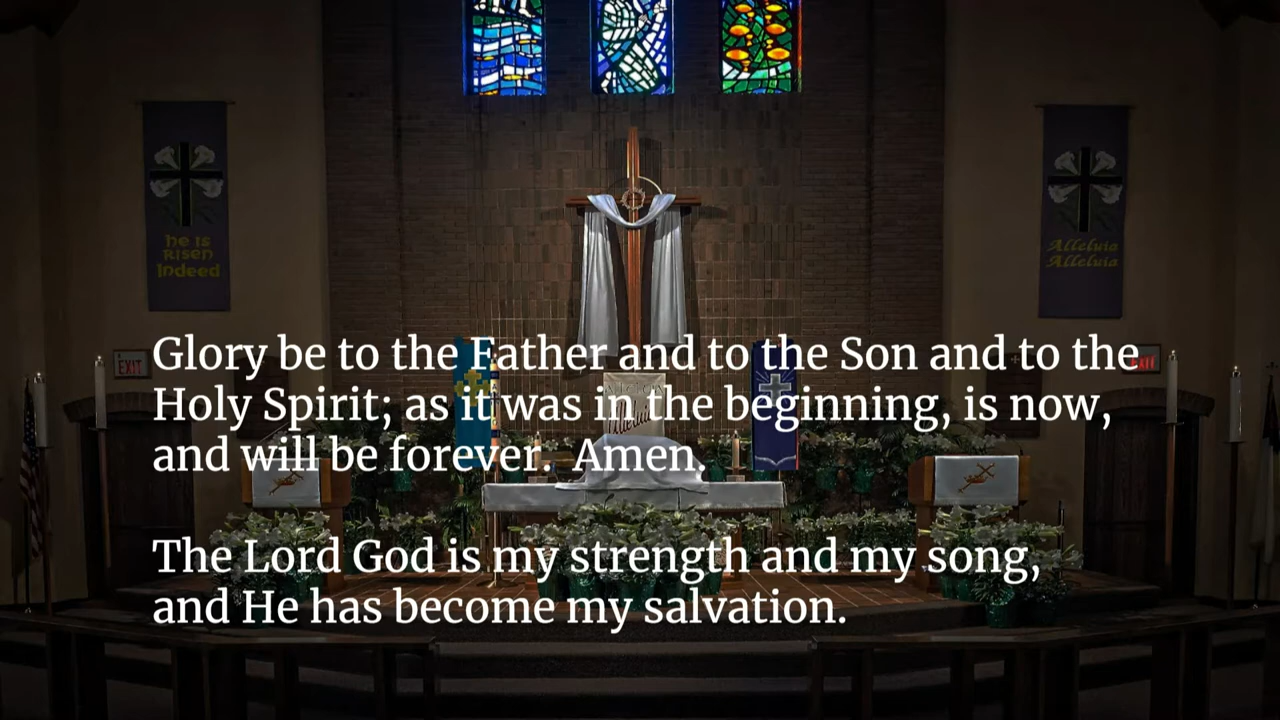 he is
Risen
Indeed
Alleluia
Alleluia
EXIT
Glory be to the Father and to the Son and to the
Holy Spirit; as it was in the beginning, is now,
and will be forever.  Amen.
The Lord God is my strength and my song,
and He has become my salvation.